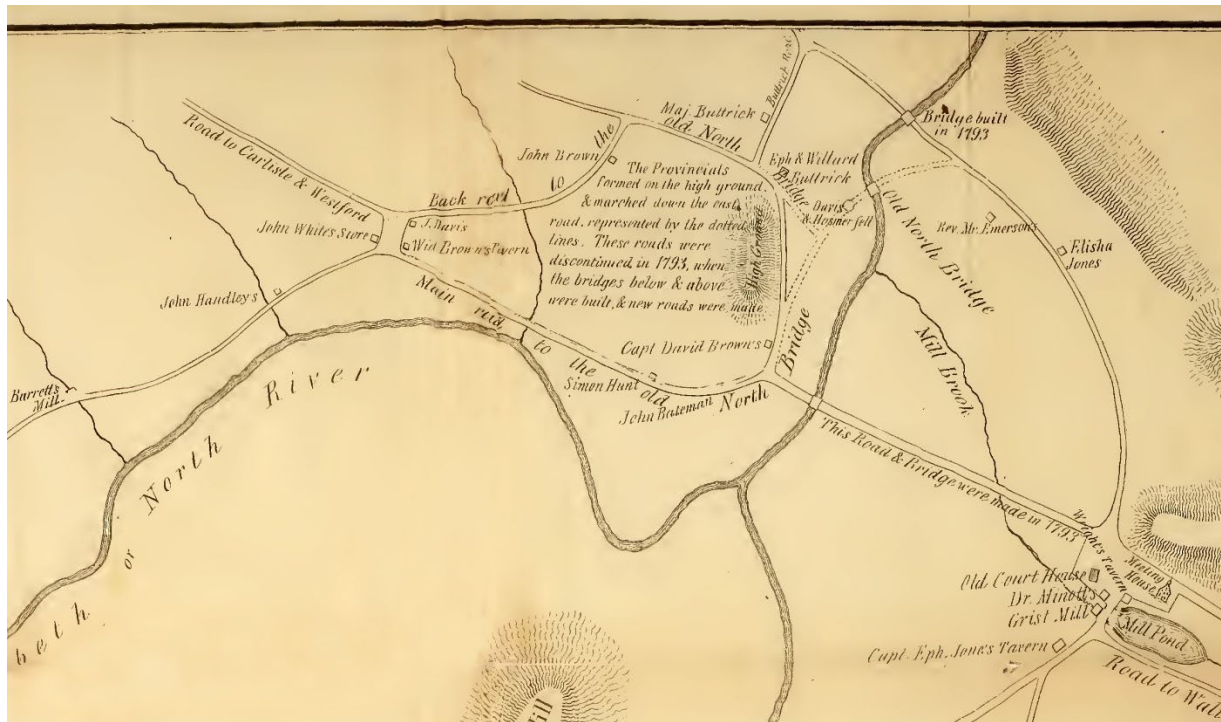 Buttrick Road
Maj. Buttrick
Bridge built
in 1793
Road to Carlisle & Westford
John Brown
Back road to the old North Bridge
Eph & Willard
Buttrick
The Provincials
formed on the high ground.
& marched down the east
road, represented by the dotted
lines. These roads were
discontinued in 1793, when
the bridges below & above
were built, & new roads were made.
High Ground
Davis
& Hosmer fell
Old North Bridge
Rev. Mr. Emerson's
Elisha
Jones
John White's Store
J. Davis
Wm Brown's Tavern
John Handley's
Main road to the old North Bridge
Capt David Brown's
Simon Hunt
John Bateman
Mill Brook
Barretts
Mill.
beth or North River
This Road & Bridge were made in 1793
Wright's Tavern
Meeting
House
Old Court House
Dr. Minott's
Grist Mill
Mill Pond
Capt. Eph. Jone's Tavern
Road to Wal
ill